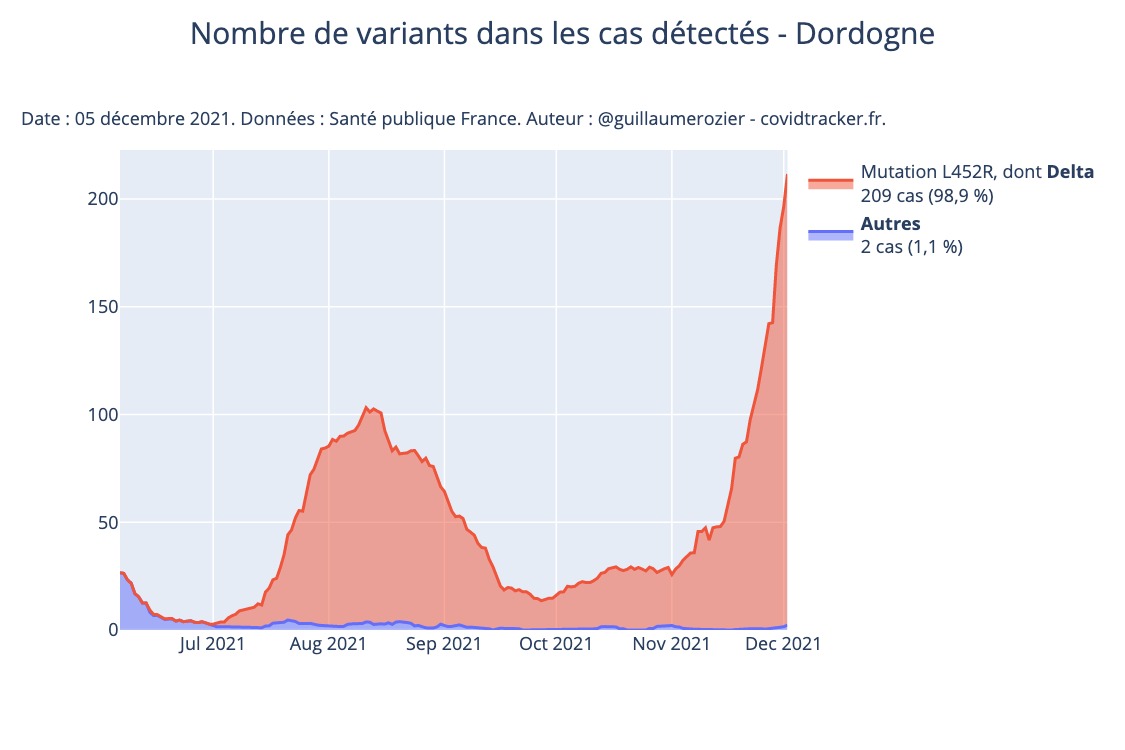 Nombre de variants dans les cas détectés - Dordogne
Date : 05 décembre 2021. Données : Santé publique France. Auteur : @guillaumerozier - covidtracker.fr.
Mutation L452R, dont Delta
209 cas (98,9 %)
Autres
2 cas (1,1 %)
200
150
100
50
0
Jul 2021
Aug 2021
Sep 2021
Oct 2021
Nov 2021
Dec 2021